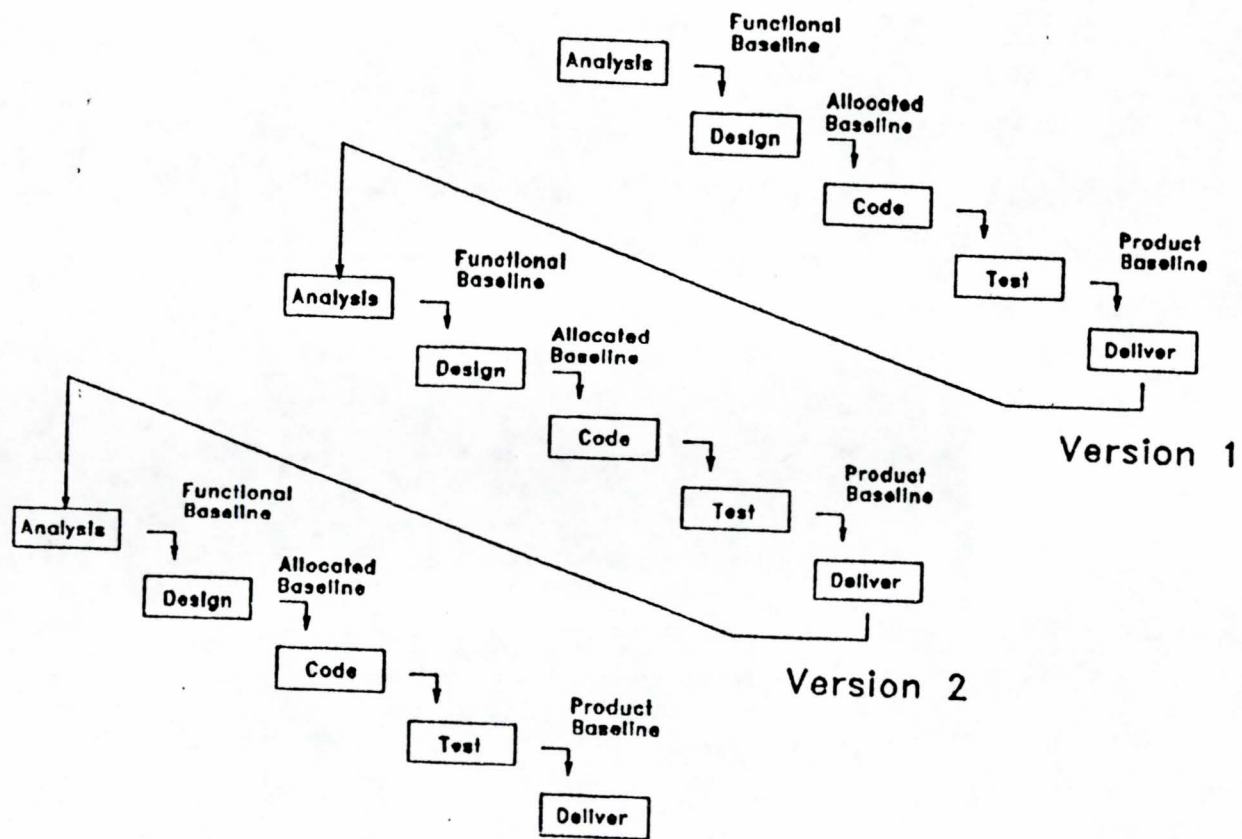 Functional
Baseline
Analysis
Allocated
Baseline
Design
Code
Product
Baseline
Test
Deliver
Version 1
Functional
Baseline
Analysis
Allocated
Baseline
Design
Code
Product
Baseline
Test
Deliver
Version 2
Functional
Baseline
Analysis
Allocated
Baseline
Design
Code
Product
Baseline
Test
Deliver